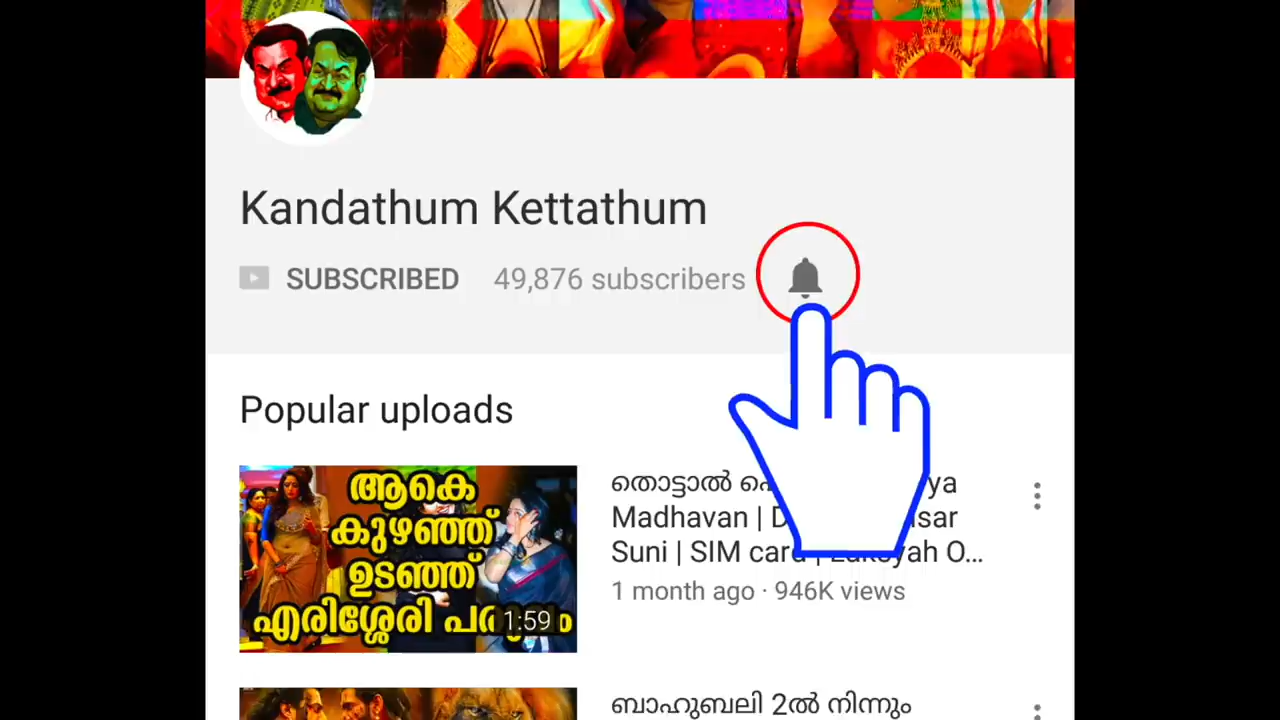 Kandathum Kettathum
SUBSCRIBED 49,876 subscribers
Popular uploads
ആകെ
കുഴഞ്ഞ്
ഉടഞ്ഞ്
എരിശ്ശേരി
1:59
തൊട്ടാൽ
Madhavan |
Suni | SIM card | O...
1 month ago · 946K views
ബാഹുബലി 2ൽ നിന്നും